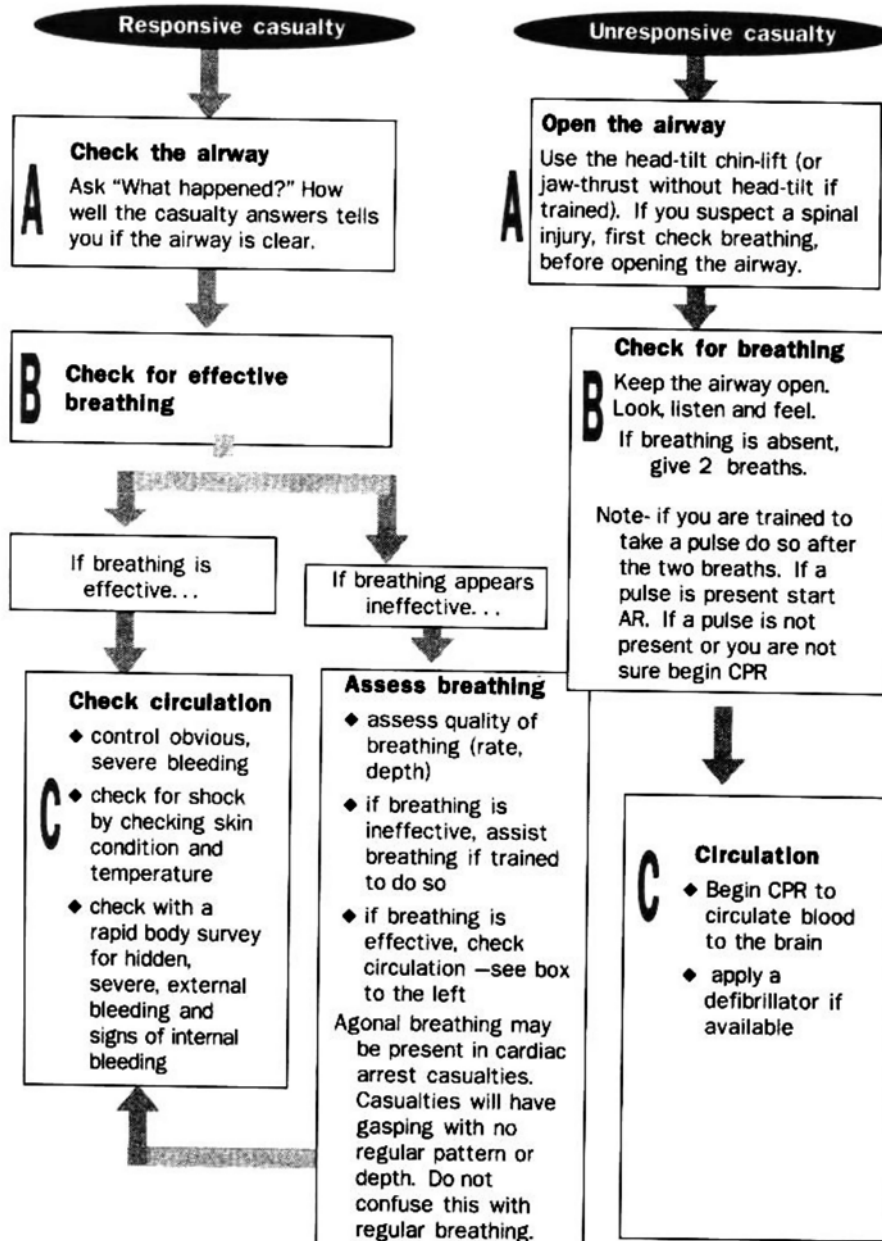 Responsive casualty
A
Check the airway
Ask "What happened?" How
well the casualty answers tells
you if the airway is clear.
B
Check for effective
breathing
If breathing is
effective. . .
If breathing appears
ineffective. . .
C
Check circulation
◆ control obvious,
severe bleeding
◆ check for shock
by checking skin
condition and
temperature
◆ check with a
rapid body survey
for hidden,
severe, external
bleeding and
signs of internal
bleeding
Assess breathing
◆ assess quality of
breathing (rate,
depth)
◆ if breathing is
ineffective, assist
breathing if trained
to do so
◆ if breathing is
effective, check
circulation —see box
to the left
Agonal breathing may
be present in cardiac
arrest casualties.
Casualties will have
gasping with no
regular pattern or
depth. Do not
confuse this with
regular breathing.
Unresponsive casualty
A
Open the airway
Use the head-tilt chin-lift (or
jaw-thrust without head-tilt if
trained). If you suspect a spinal
injury, first check breathing,
before opening the airway.
B
Check for breathing
Keep the airway open.
Look, listen and feel.
If breathing is absent,
give 2 breaths.
Note- if you are trained to
take a pulse do so after
the two breaths. If a
pulse is present start
AR. If a pulse is not
present or you are not
sure begin CPR
C
Circulation
◆ Begin CPR to
circulate blood
to the brain
◆ apply a
defibrillator if
available